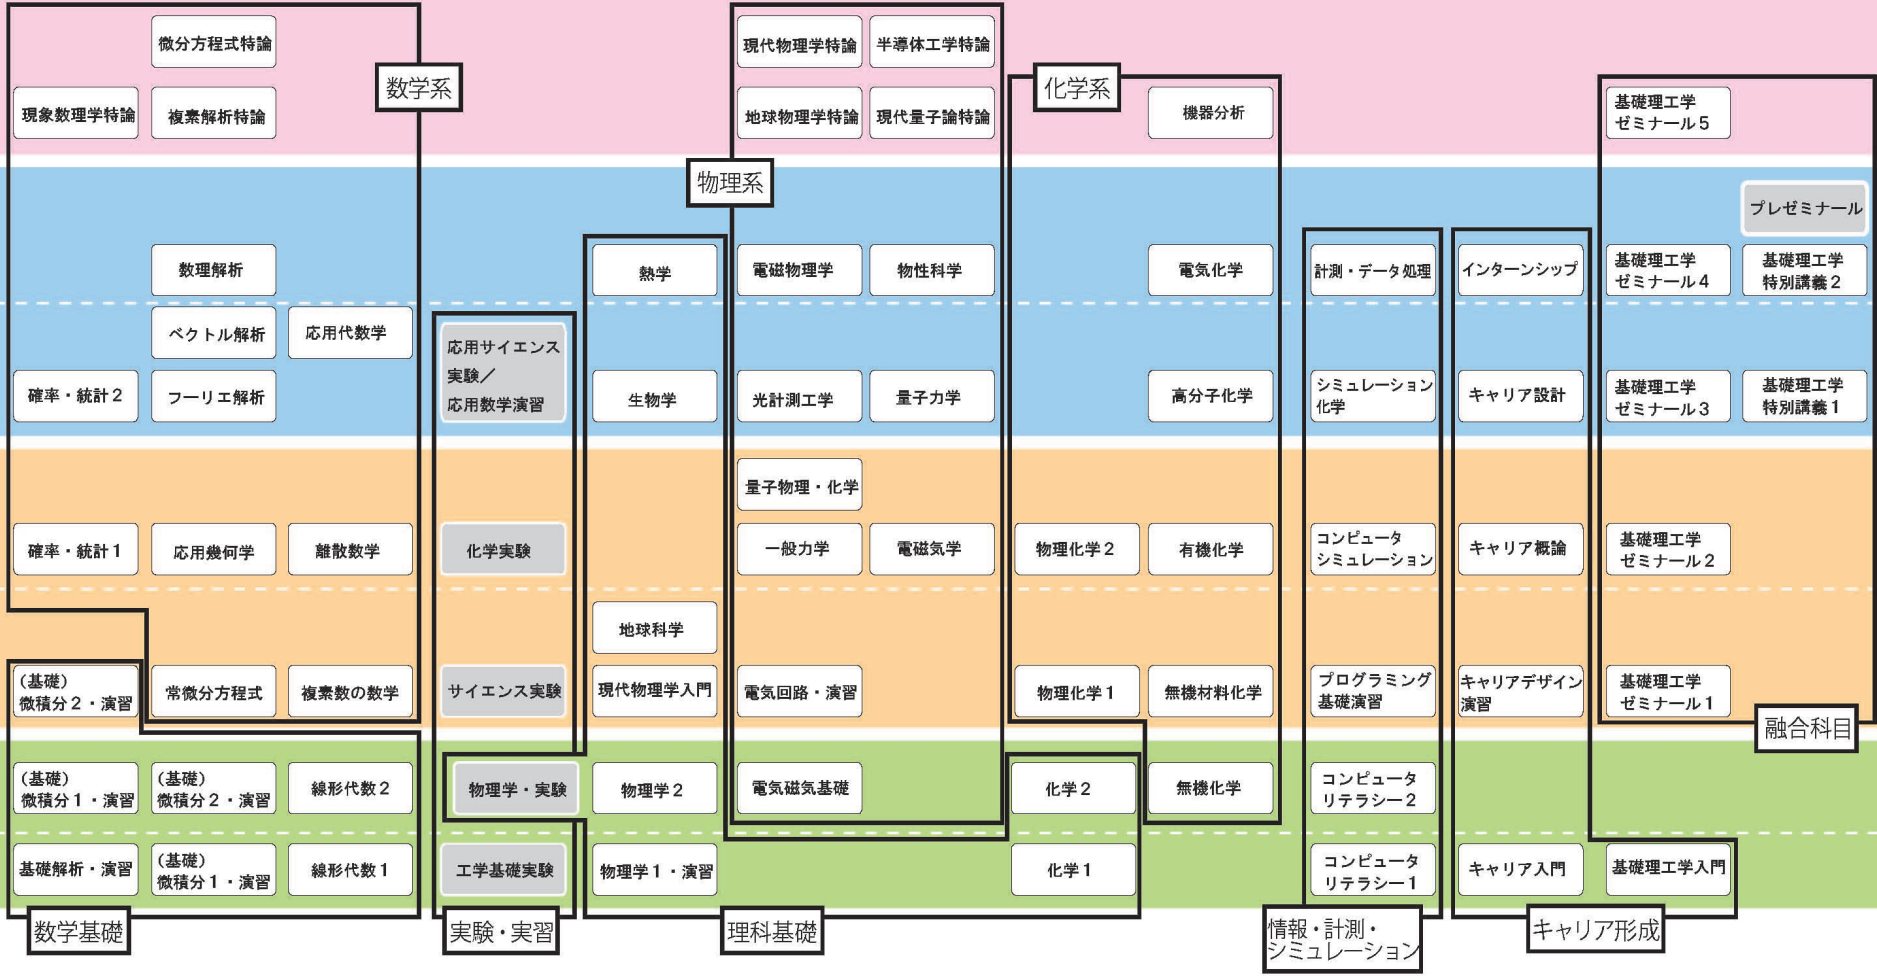 微分方程式特論
現代物理学特論
半導体工学特論
数学系
化学系
現象数理学特論
複素解析特論
地球物理学特論
現代量子論特論
機器分析
基礎理工学
ゼミナール5
物理系
プレゼミナール
数理解析
熱学
電磁物理学
物性科学
電気化学
計測・データ処理
インターンシップ
基礎理工学
ゼミナール4
基礎理工学
特別講義2
ベクトル解析
応用代数学
応用サイエンス
実験／
応用数学演習
確率・統計2
フーリエ解析
生物学
光計測工学
量子力学
高分子化学
シミュレーション
化学
キャリア設計
基礎理工学
ゼミナール3
基礎理工学
特別講義1
量子物理・化学
確率・統計1
応用幾何学
離散数学
化学実験
一般力学
電磁気学
物理化学2
有機化学
コンピュータ
シミュレーション
キャリア概論
基礎理工学
ゼミナール2
地球科学
(基礎)
微積分2・演習
常微分方程式
複素数の数学
サイエンス実験
現代物理学入門
電気回路・演習
物理化学1
無機材料化学
プログラミング
基礎演習
キャリアデザイン
演習
基礎理工学
ゼミナール1
融合科目
(基礎)
微積分1・演習
(基礎)
微積分2・演習
線形代数2
物理学・実験
物理学2
電気磁気基礎
化学2
無機化学
コンピュータ
リテラシー2
基礎解析・演習
(基礎)
微積分1・演習
線形代数1
工学基礎実験
物理学1・演習
化学1
コンピュータ
リテラシー1
キャリア入門
基礎理工学入門
数学基礎
実験・実習
理科基礎
情報・計測・
シミュレーション
キャリア形成